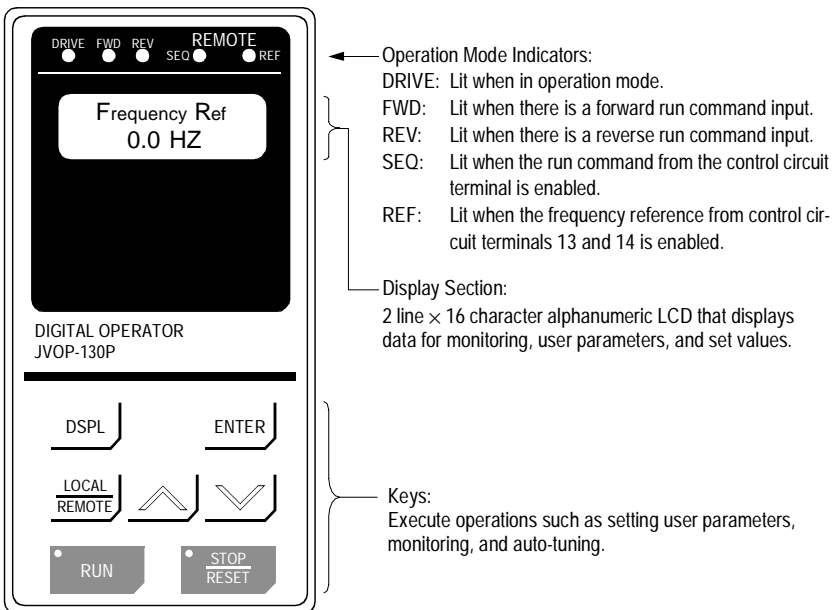 DRIVE FWD REV SEQ REMOTE REF
Frequency Ref
0.0 HZ
DIGITAL OPERATOR
JVOP-130P
DSPL ENTER
LOCAL
REMOTE
RUN STOP
RESET
Operation Mode Indicators:
DRIVE: Lit when in operation mode.
FWD: Lit when there is a forward run command input.
REV: Lit when there is a reverse run command input.
SEQ: Lit when the run command from the control circuit
terminal is enabled.
REF: Lit when the frequency reference from control cir-
cuit terminals 13 and 14 is enabled.
Display Section:
2 line × 16 character alphanumeric LCD that displays
data for monitoring, user parameters, and set values.
Keys:
Execute operations such as setting user parameters,
monitoring, and auto-tuning.